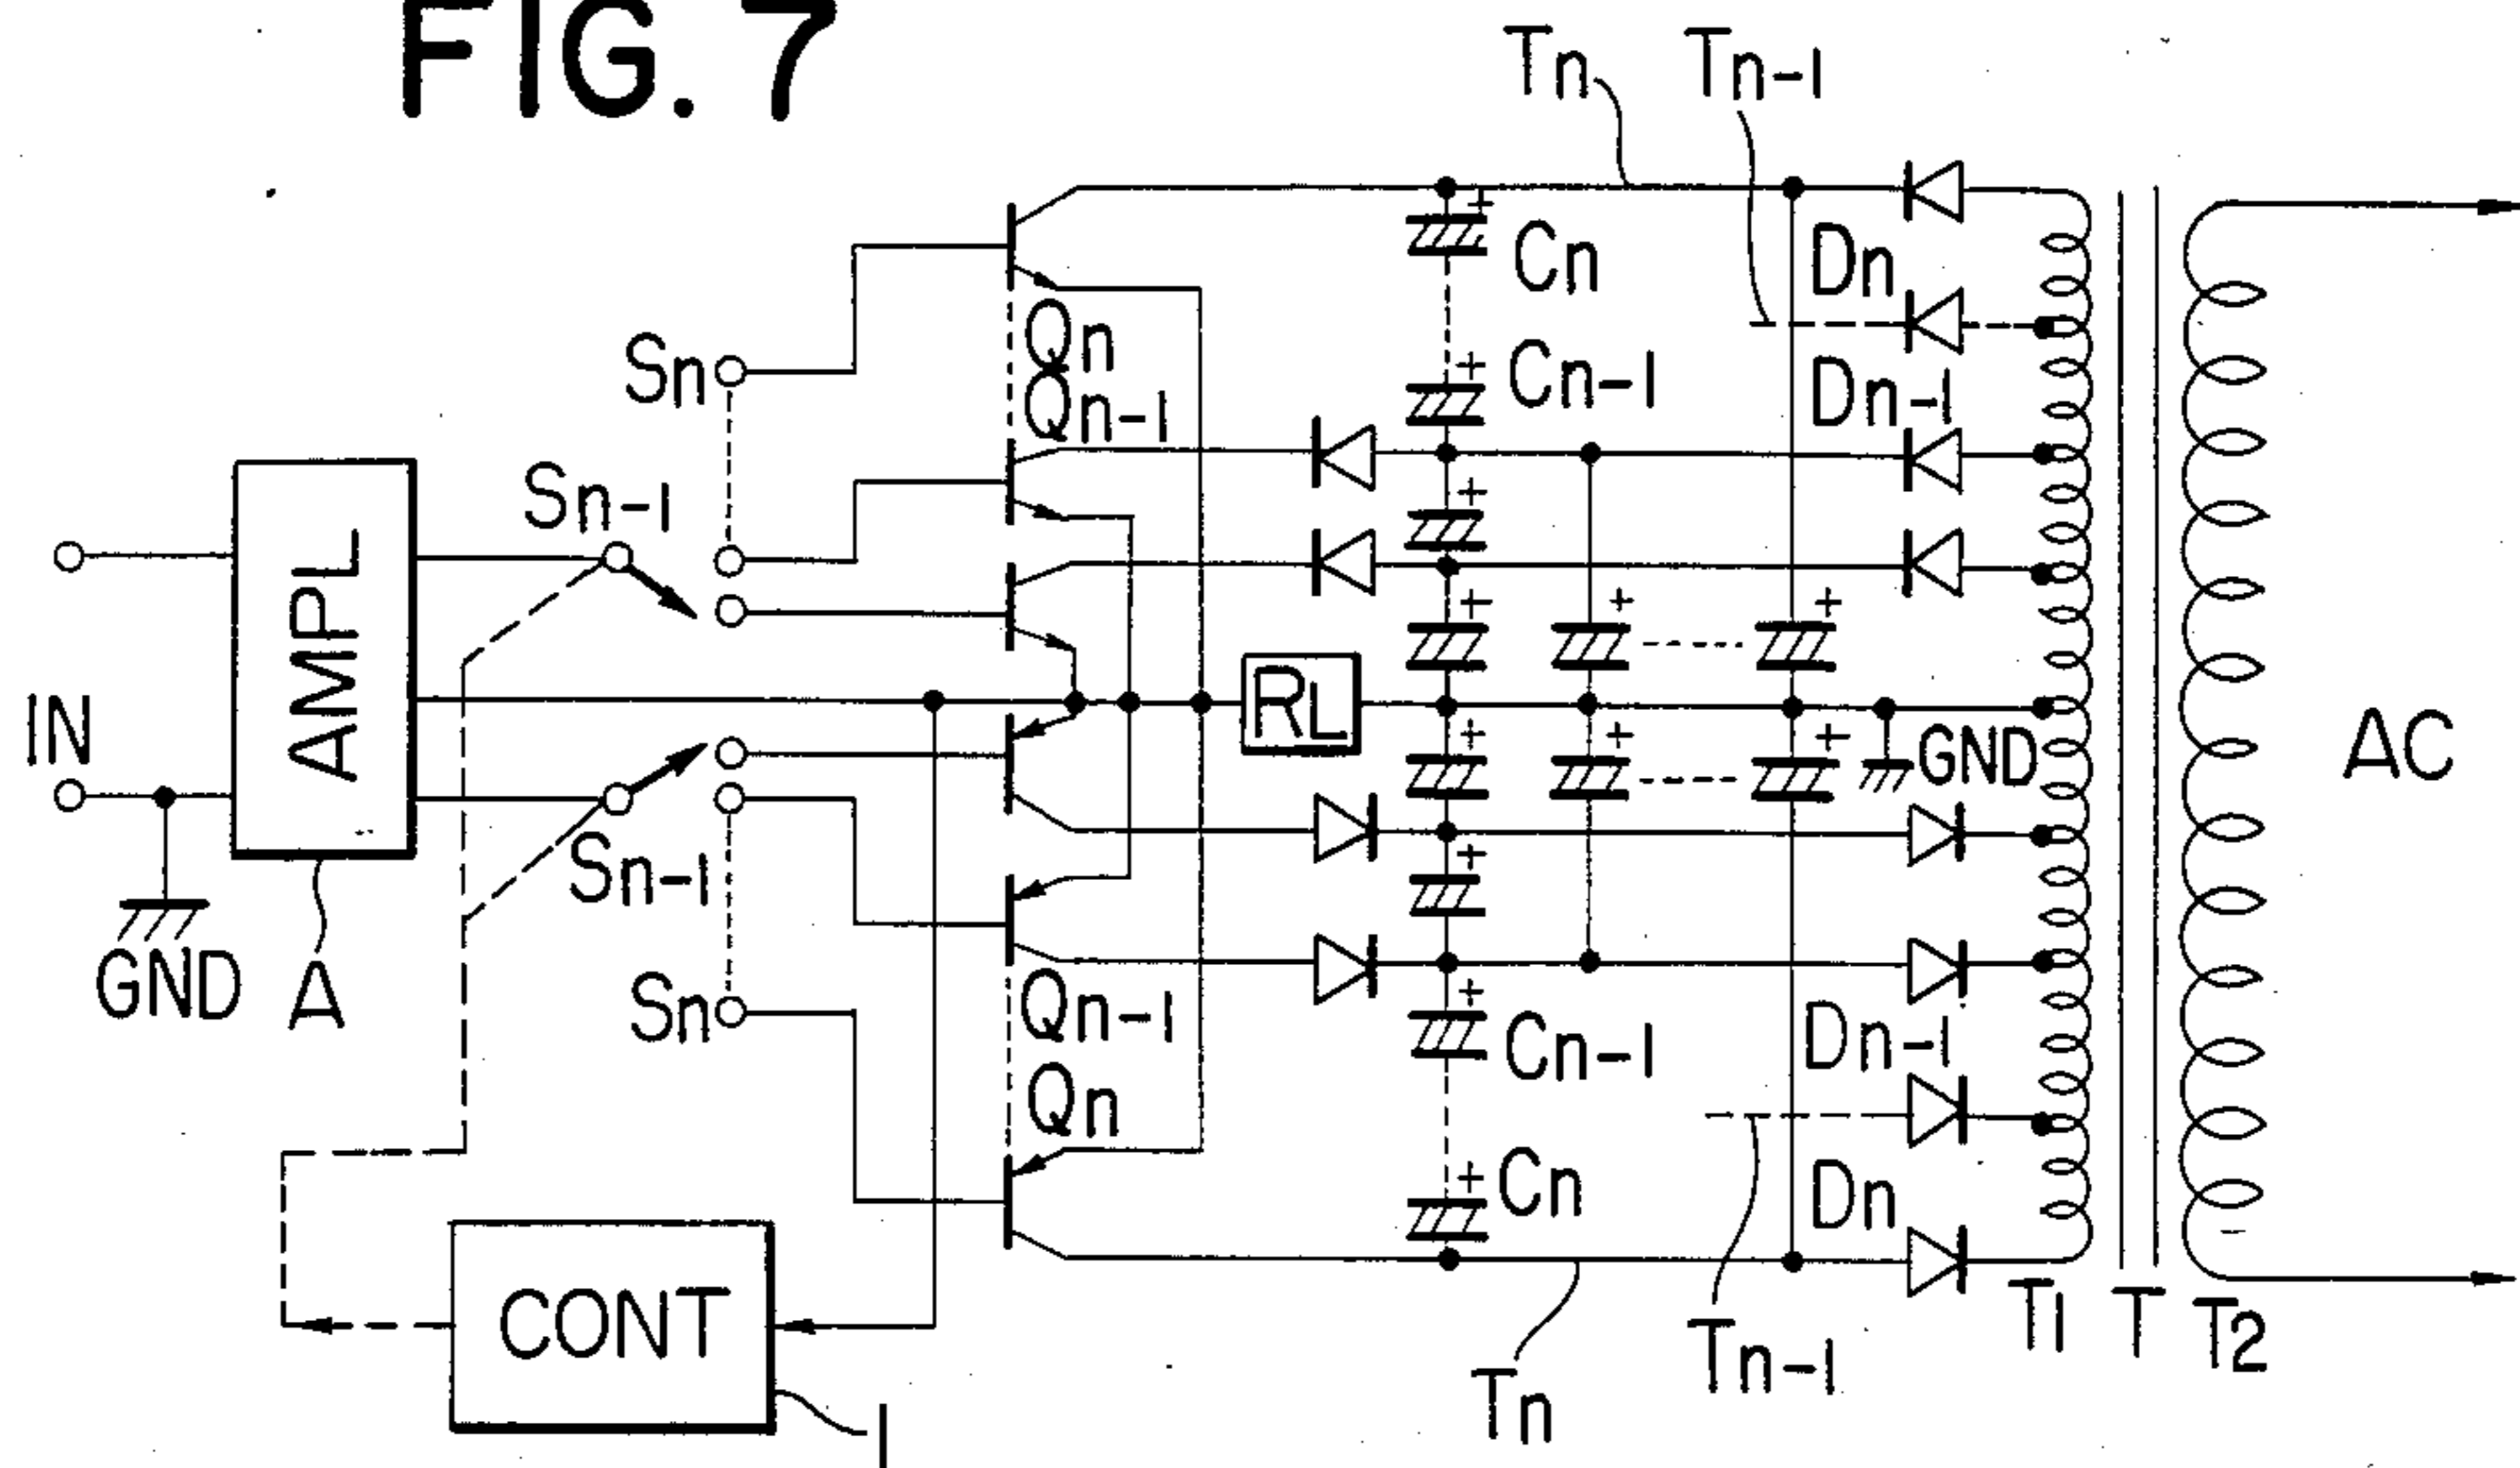 FIG. 7
Tn
Tn-1
Cn
Dn
Sn
Qn
Cn-1
Dn-1
Qn-1
Sn-1
AMPL
IN
RL
GND
AC
Sn-1
GND
A
Sn
Qn-1
Cn-1
Dn-1
Qn
Cn
Dn
CONT
T1
T
T2
Tn-1
Tn
1
+
+
+
+
+
+
+
+
+
+
+
+